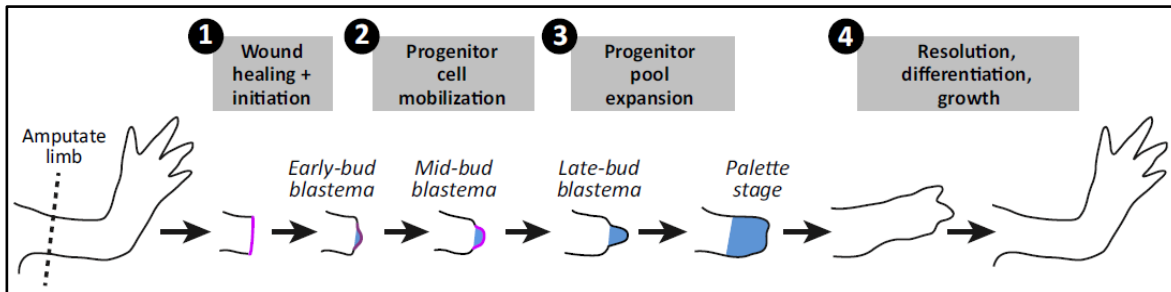 1
Wound
healing +
initiation
2
Progenitor
cell
mobilization
3
Progenitor
pool
expansion
4
Resolution,
differentiation,
growth
Amputate
limb
Early-bud
blastema
Mid-bud
blastema
Late-bud
blastema
Palette
stage